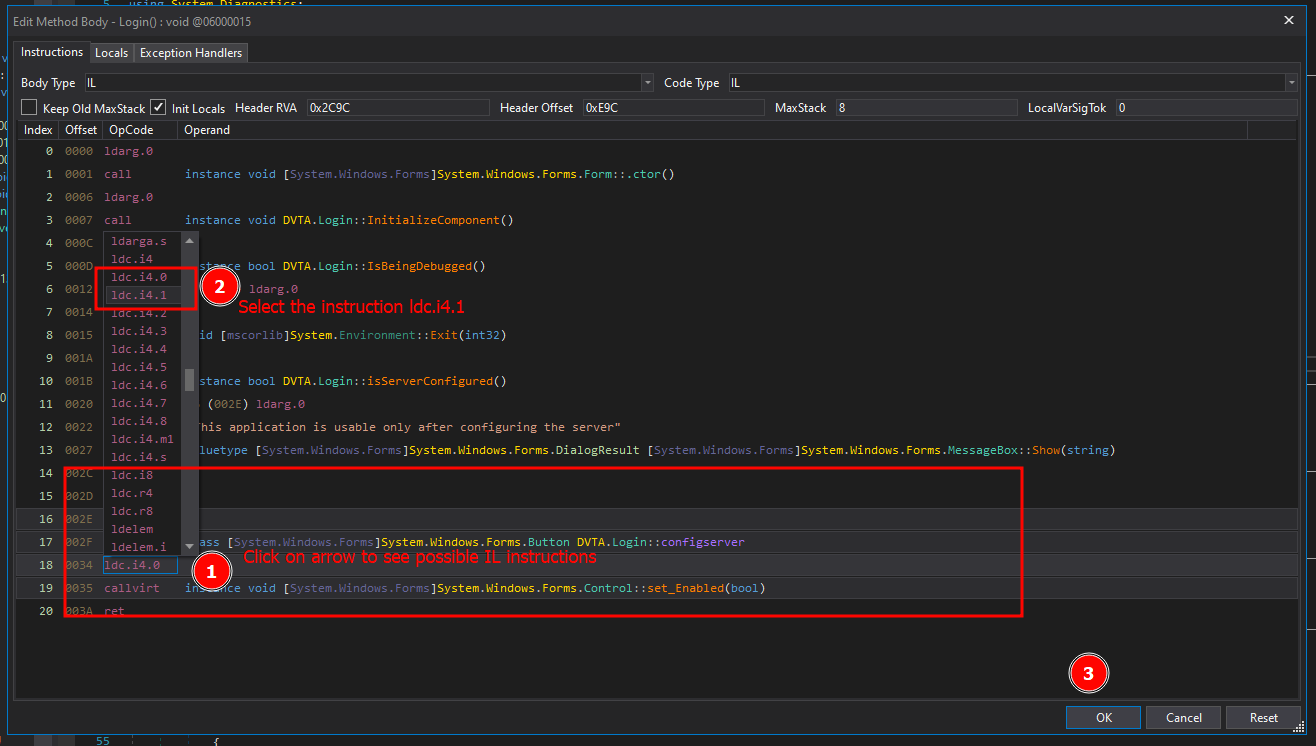 5 using System.Diagnostics;
Edit Method Body - Login() : void @06000015
Instructions Locals Exception Handlers
Body Type IL Code Type IL
Keep Old MaxStack Init Locals Header RVA 0x2C9C Header Offset 0xE9C MaxStack 8 LocalVarSigTok 0
Index Offset OpCode Operand
0 0000 ldarg.0
1 0001 call instance void [System.Windows.Forms]System.Windows.Forms.Form::.ctor()
2 0006 ldarg.0
3 0007 call instance void DVTA.Login::InitializeComponent()
4 000C
5 000D stance bool DVTA.Login::IsBeingDebugged()
6 0012 ldarg.0
7 0014
8 0015 id [mscorlib]System.Environment::Exit(int32)
9 001A
10 001B stance bool DVTA.Login::isServerConfigured()
11 0020 (002E) ldarg.0
12 0022 This application is usable only after configuring the server"
13 0027 luetype [System.Windows.Forms]System.Windows.Forms.DialogResult [System.Windows.Forms]System.Windows.Forms.MessageBox::Show(string)
14 002C
15 002D
16 002E
17 002F ass [System.Windows.Forms]System.Windows.Forms.Button DVTA.Login::configserver
18 0034 ldc.i4.0
19 0035 callvirt instance void [System.Windows.Forms]System.Windows.Forms.Control::set_Enabled(bool)
20 003A ret
ldarga.s
ldc.i4
ldc.i4.0
ldc.i4.1
ldc.i4.2
ldc.i4.3
ldc.i4.4
ldc.i4.5
ldc.i4.6
ldc.i4.7
ldc.i4.8
ldc.i4.m1
ldc.i4.s
ldc.i8
ldc.r4
ldc.r8
ldelem
ldelem.i
2
Select the instruction ldc.i4.1
1
Click on arrow to see possible IL instructions
3
OK Cancel Reset
55 {